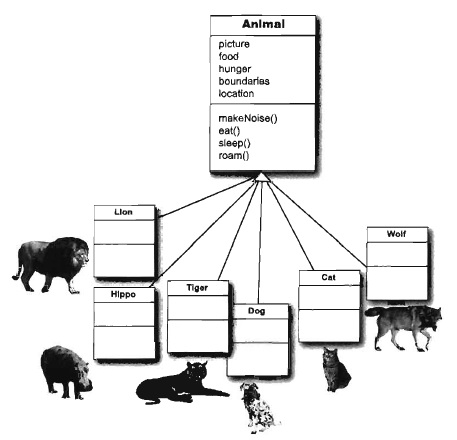 Animal
picture
food
hunger
boundaries
location
makeNoise()
eat()
sleep()
roam()
Lion
Wolf
Cat
Tiger
Hippo
Dog